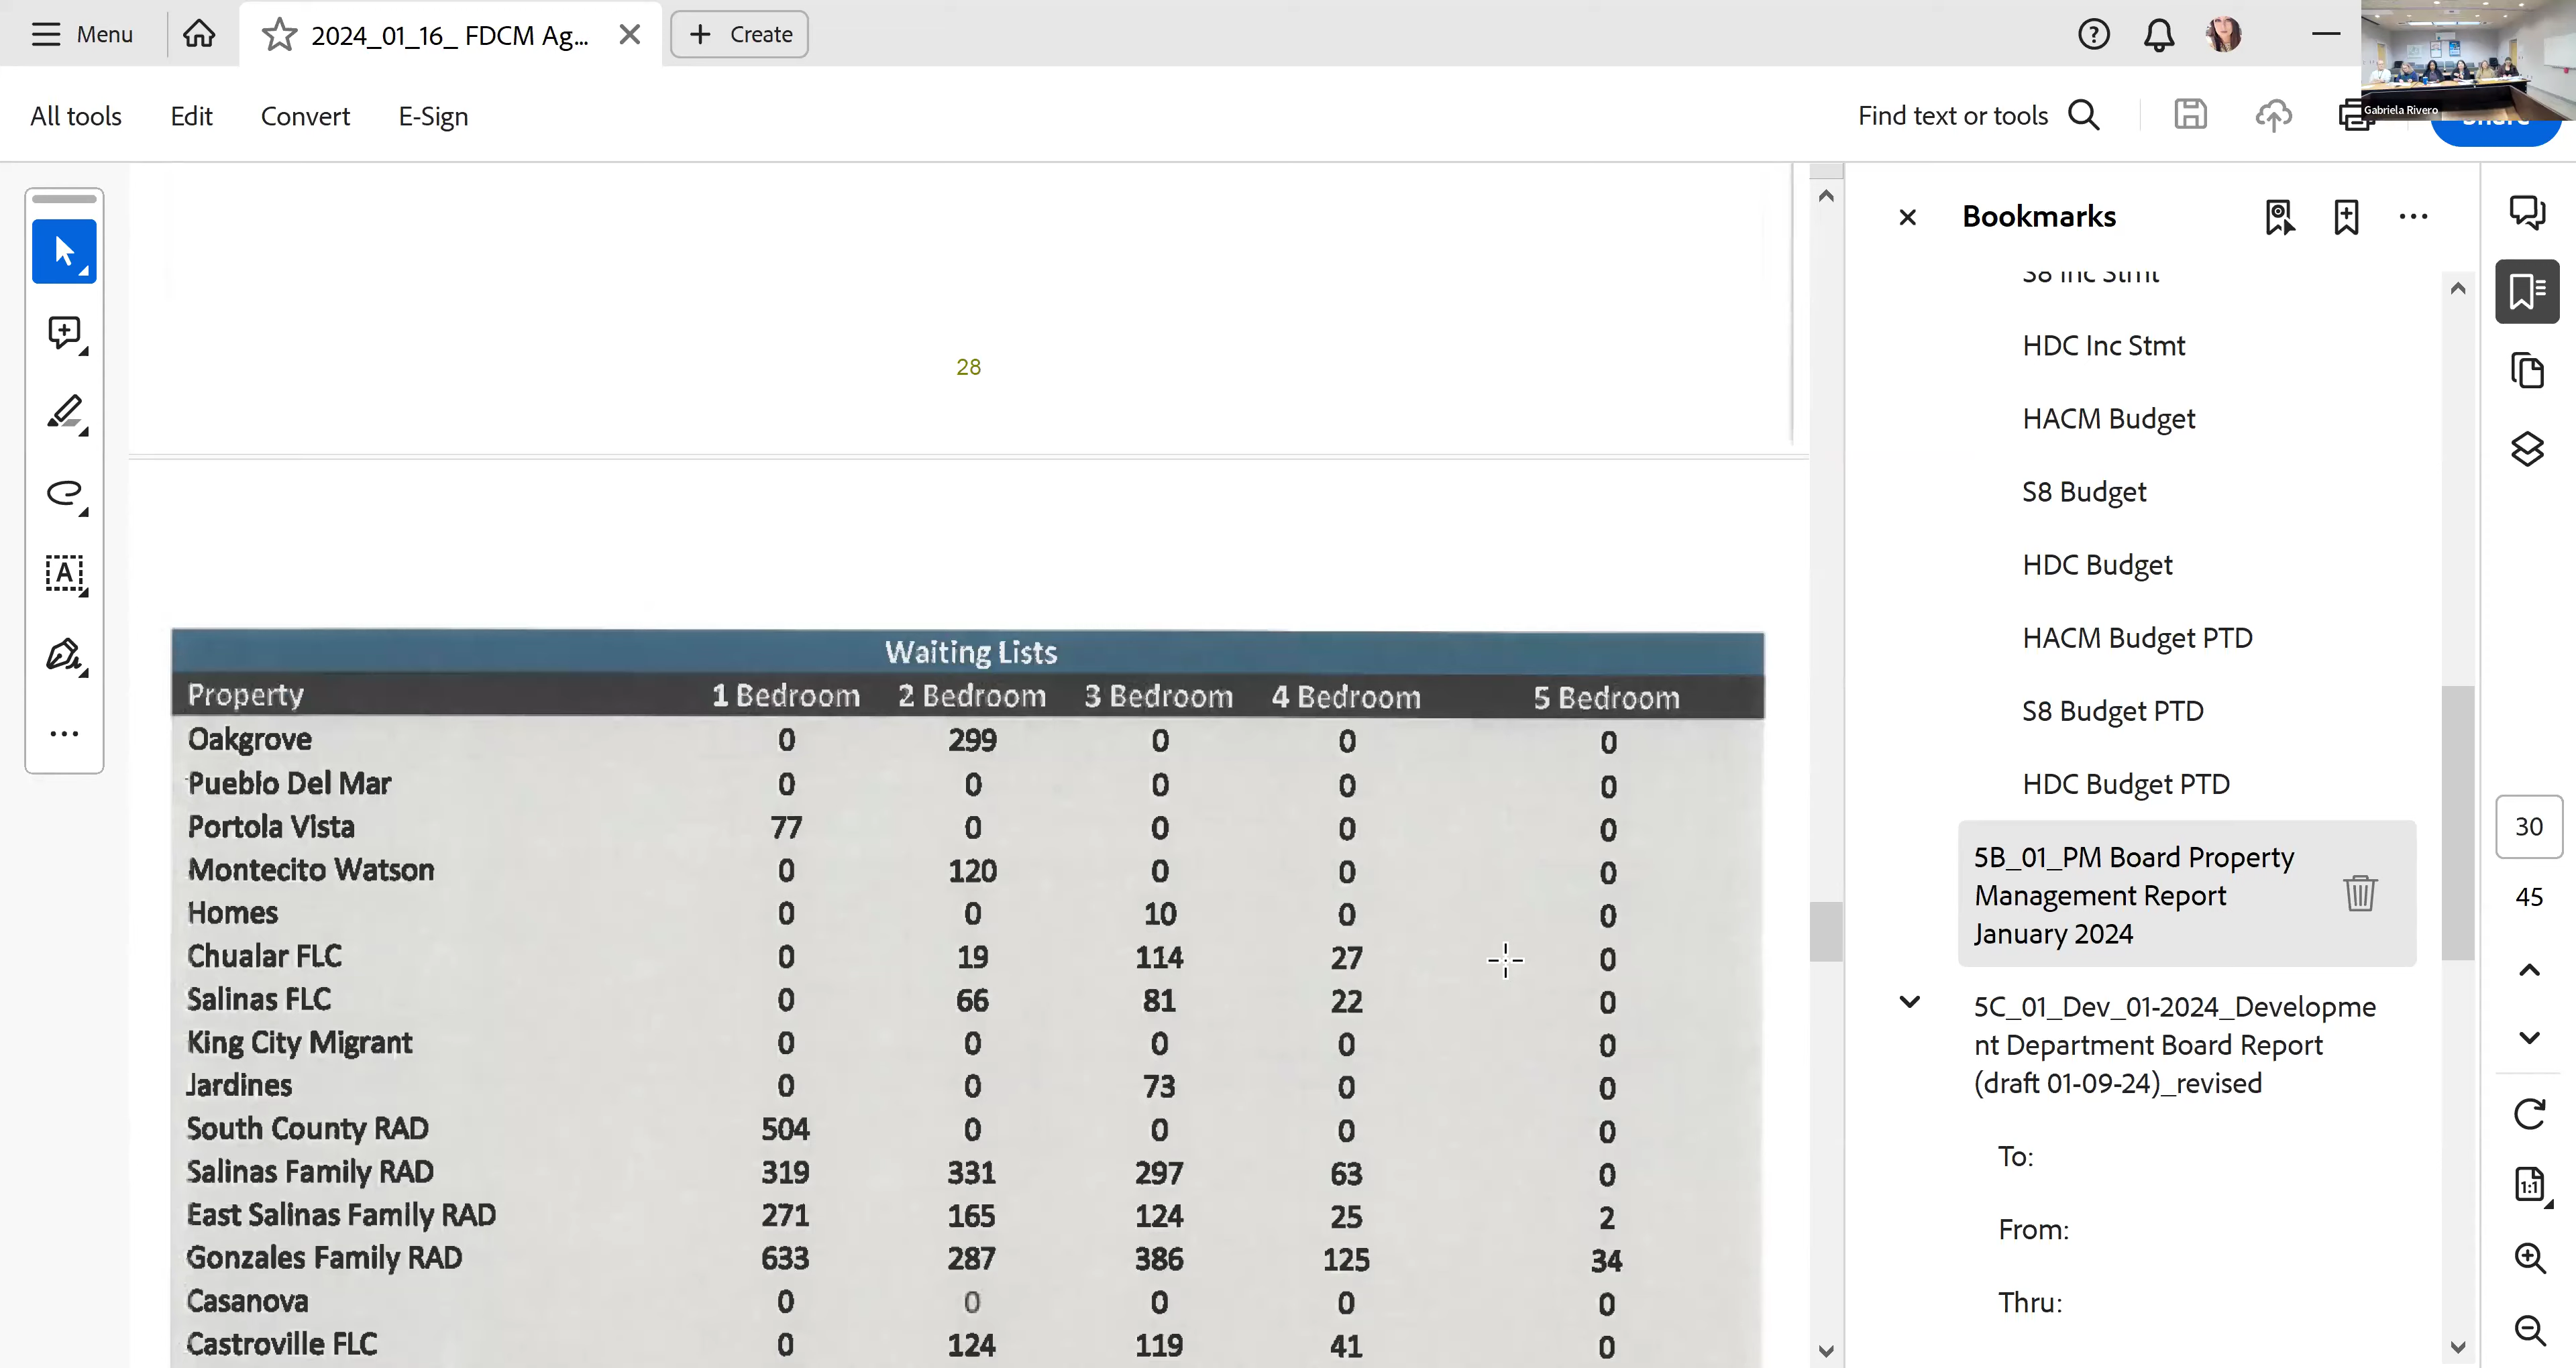 Menu
2024_01_16_ FDCM Ag...
Create
Gabriela Rivero
All tools
Edit
Convert
E-Sign
Find text or tools
Share
28
Waiting Lists
Property 1 Bedroom 2 Bedroom 3 Bedroom 4 Bedroom 5 Bedroom
Oakgrove 0 299 0 0 0
Pueblo Del Mar 0 0 0 0 0
Portola Vista 77 0 0 0 0
Montecito Watson 0 120 0 0 0
Homes 0 0 10 0 0
Chualar FLC 0 19 114 27 0
Salinas FLC 0 66 81 22 0
King City Migrant 0 0 0 0 0
Jardines 0 0 73 0 0
South County RAD 504 0 0 0 0
Salinas Family RAD 319 331 297 63 0
East Salinas Family RAD 271 165 124 25 2
Gonzales Family RAD 633 287 386 125 34
Casanova 0 0 0 0 0
Castroville FLC 0 124 119 41 0
Bookmarks
S8 Inc Stmt
HDC Inc Stmt
HACM Budget
S8 Budget
HDC Budget
HACM Budget PTD
S8 Budget PTD
HDC Budget PTD
5B_01_PM Board Property
Management Report
January 2024
5C_01_Dev_01-2024_Developme
nt Department Board Report
(draft 01-09-24)_revised
To:
From:
Thru:
30
45
1:1